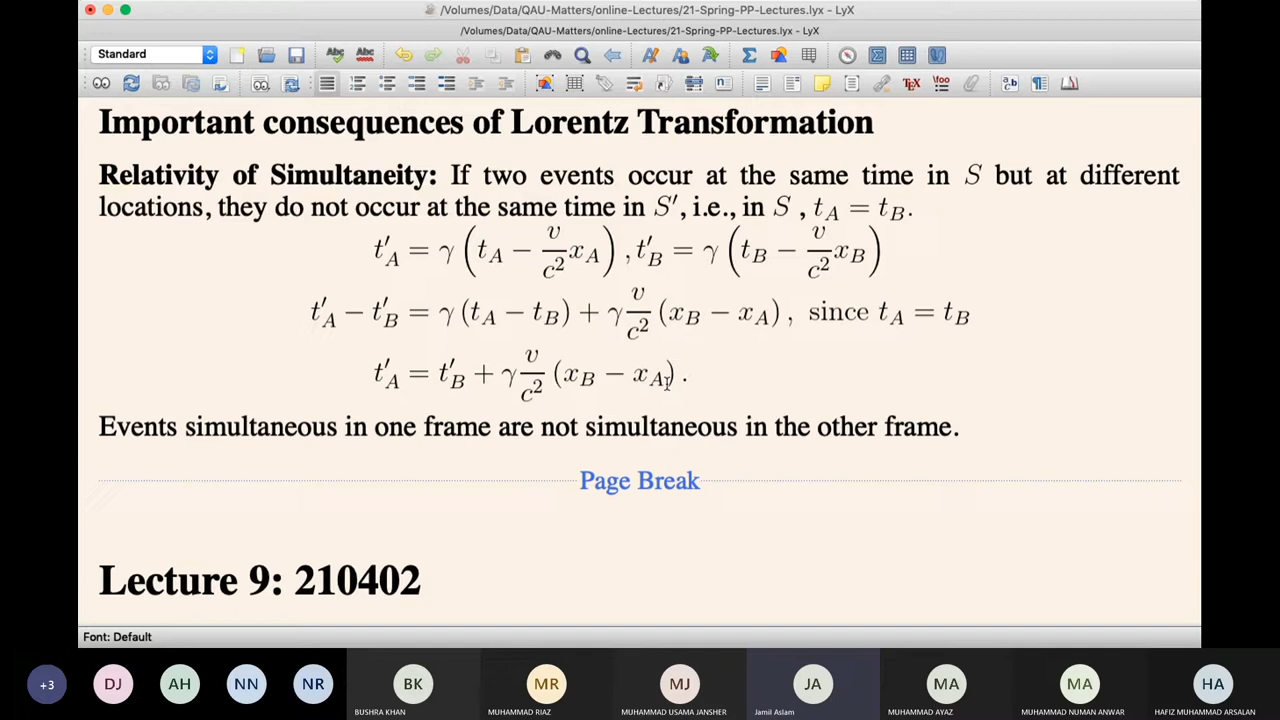 /Volumes/Data/QAU-Matters/online-Lectures/21-Spring-PP-Lectures.lyx - LyX
/Volumes/Data/QAU-Matters/online-Lectures/21-Spring-PP-Lectures.lyx - LyX
Standard
Important consequences of Lorentz Transformation
Relativity of Simultaneity: If two events occur at the same time in S but at different
locations, they do not occur at the same time in S′, i.e., in S , t_A = t_B.
t′_A = γ (t_A − v/c² x_A) , t′_B = γ (t_B − v/c² x_B)
t′_A − t′_B = γ (t_A − t_B) + γ v/c² (x_B − x_A) , since t_A = t_B
t′_A = t′_B + γ v/c² (x_B − x_A) .
Events simultaneous in one frame are not simultaneous in the other frame.
Page Break
Lecture 9: 210402
Font: Default
+3 DJ AH NN NR BK MR MJ JA MA MA HA
BUSHRA KHAN MUHAMMAD RIAZ MUHAMMAD USAMA JANSHER Jamil Aslam MUHAMMAD AYAZ MUHAMMAD NUMAN ANWAR HAFIZ MUHAMMAD ARSALAN